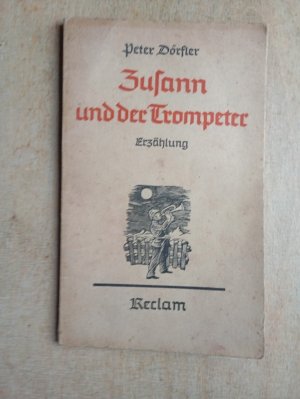 Peter Dörfler
Zusann
und der Trompeter
Erzählung
Reclam